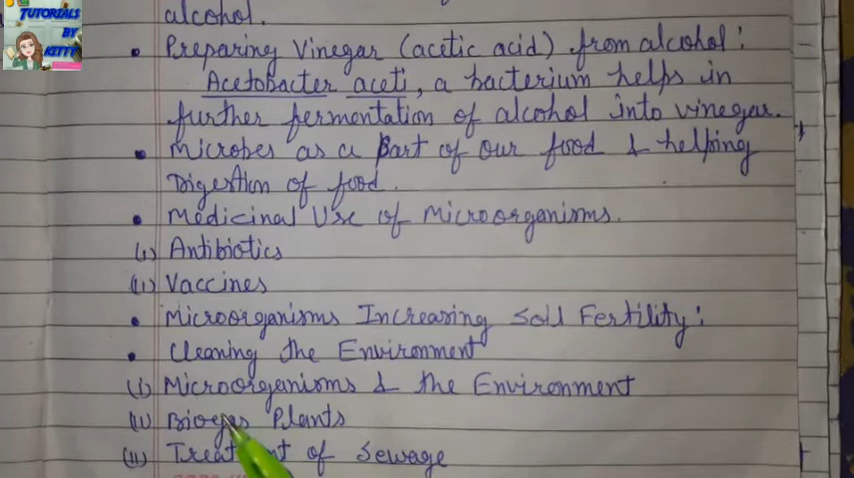 TUTORIALS
BY
KITTY
alcohol.
• Preparing Vinegar (acetic acid) from alcohol:
Acetobacter aceti, a bacterium helps in
further fermentation of alcohol into vinegar.
• Microbes as a Part of Our food & helping
Digestion of food.
• Medicinal Use of Microorganisms.
(i) Antibiotics
(ii) Vaccines
• Microorganisms Increasing Soil Fertility:
• Cleaning the Environment
(i) Microorganisms & the Environment
(ii) Biogas Plants
(iii) Treatment of Sewage